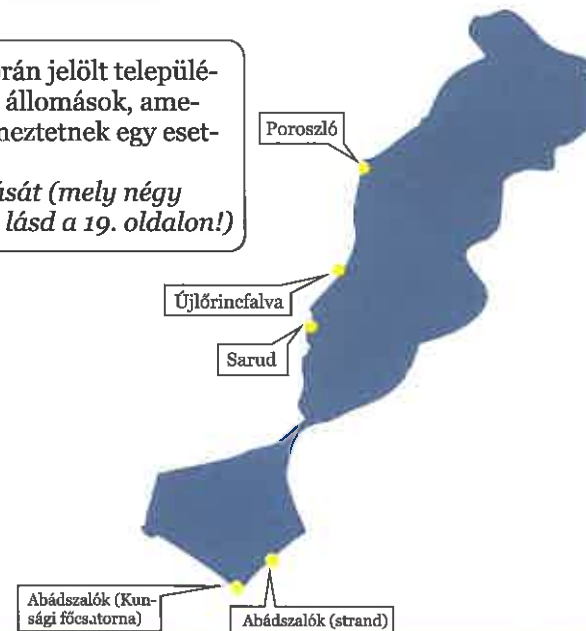 rán jelölt települé-
állomások, ame-
neztetnek egy eset-
ását (mely négy
lásd a 19. oldalon!)
Poroszló
Újlőrincfalva
Sarud
Abádszalók (Kun-
sági főcsatorna)
Abádszalók (strand)